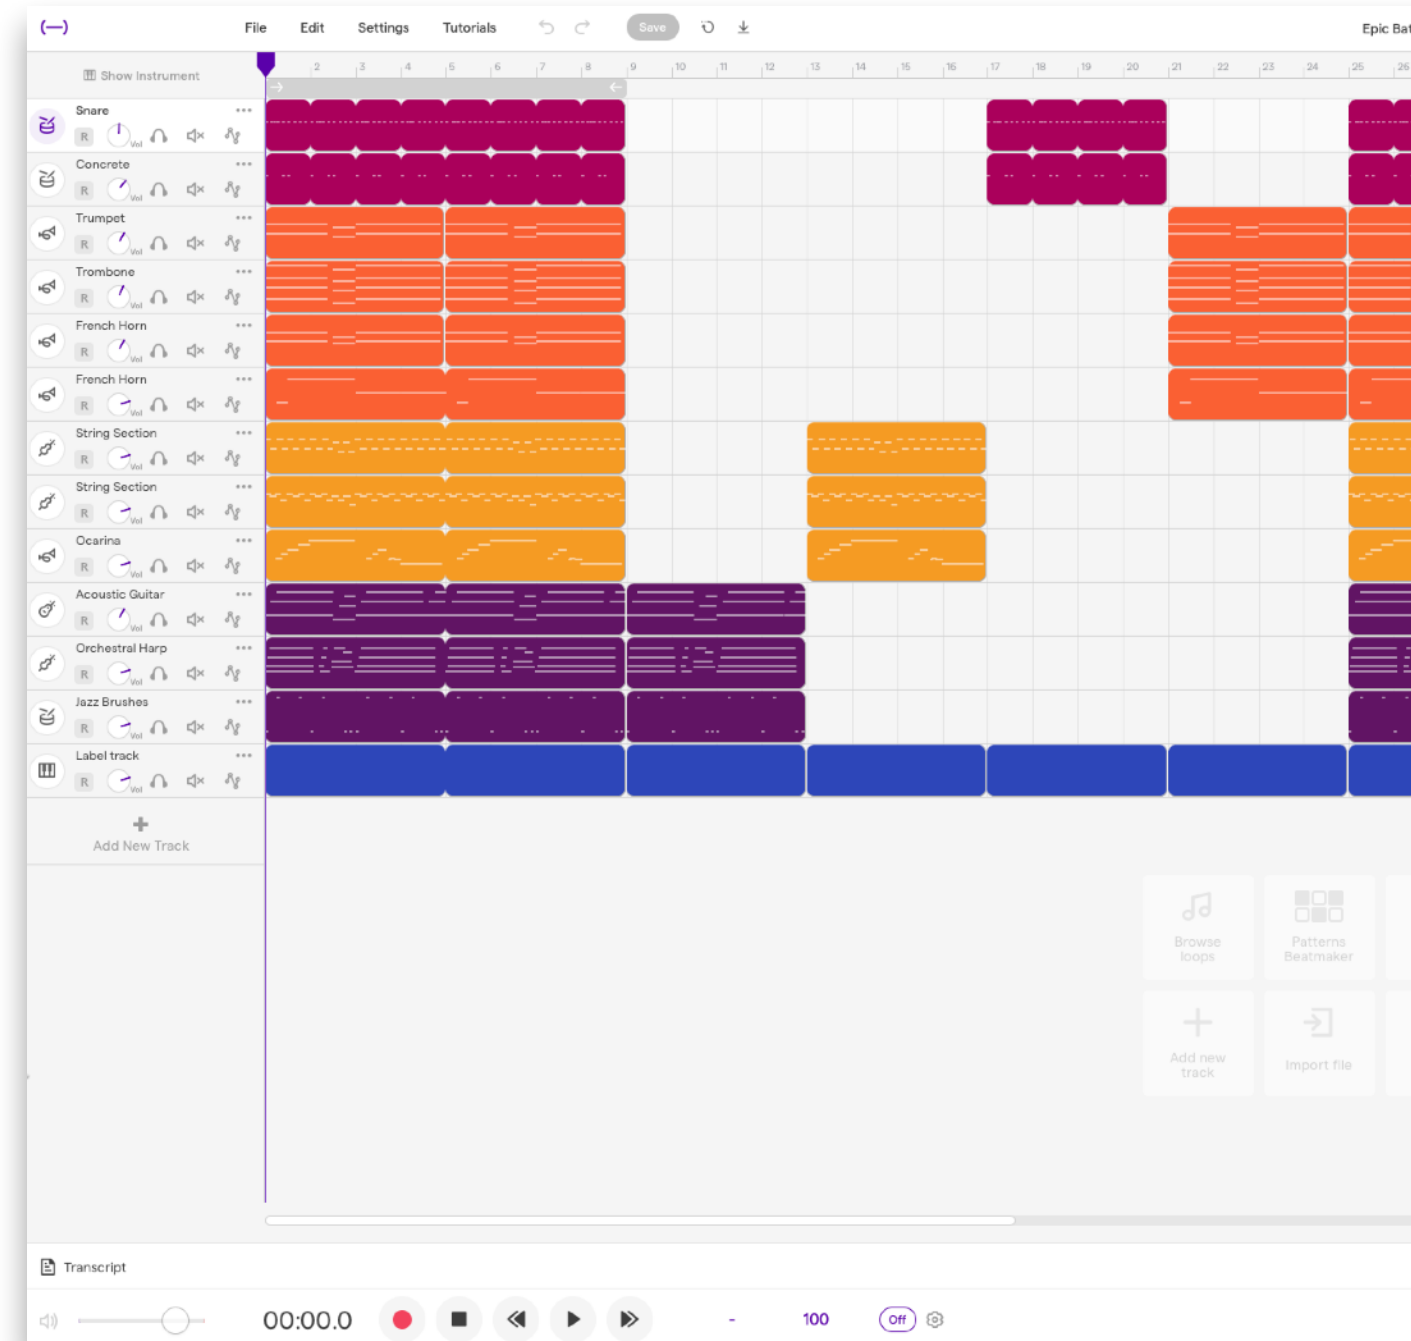 (—) File Edit Settings Tutorials Save Epic Bat
Show Instrument 2 3 4 5 6 7 8 9 10 11 12 13 14 15 16 17 18 19 20 21 22 23 24 25 26
Snare
R Vol
Concrete
R Vol
Trumpet
R Vol
Trombone
R Vol
French Horn
R Vol
French Horn
R Vol
String Section
R Vol
String Section
R Vol
Ocarina
R Vol
Acoustic Guitar
R Vol
Orchestral Harp
R Vol
Jazz Brushes
R Vol
Label track
R Vol
Add New Track
Browse
loops
Patterns
Beatmaker
Add new
track
Import file
Transcript
00:00.0 - 100 Off